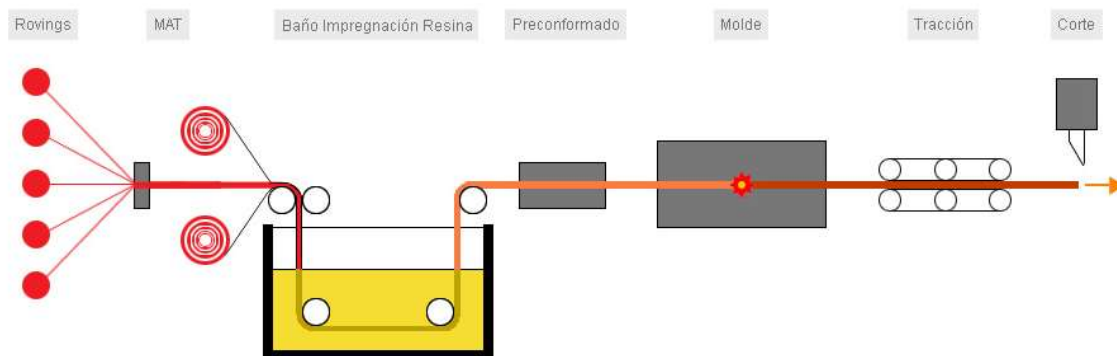 Rovings
MAT
Baño Impregnación Resina
Preconformado
Molde
Tracción
Corte